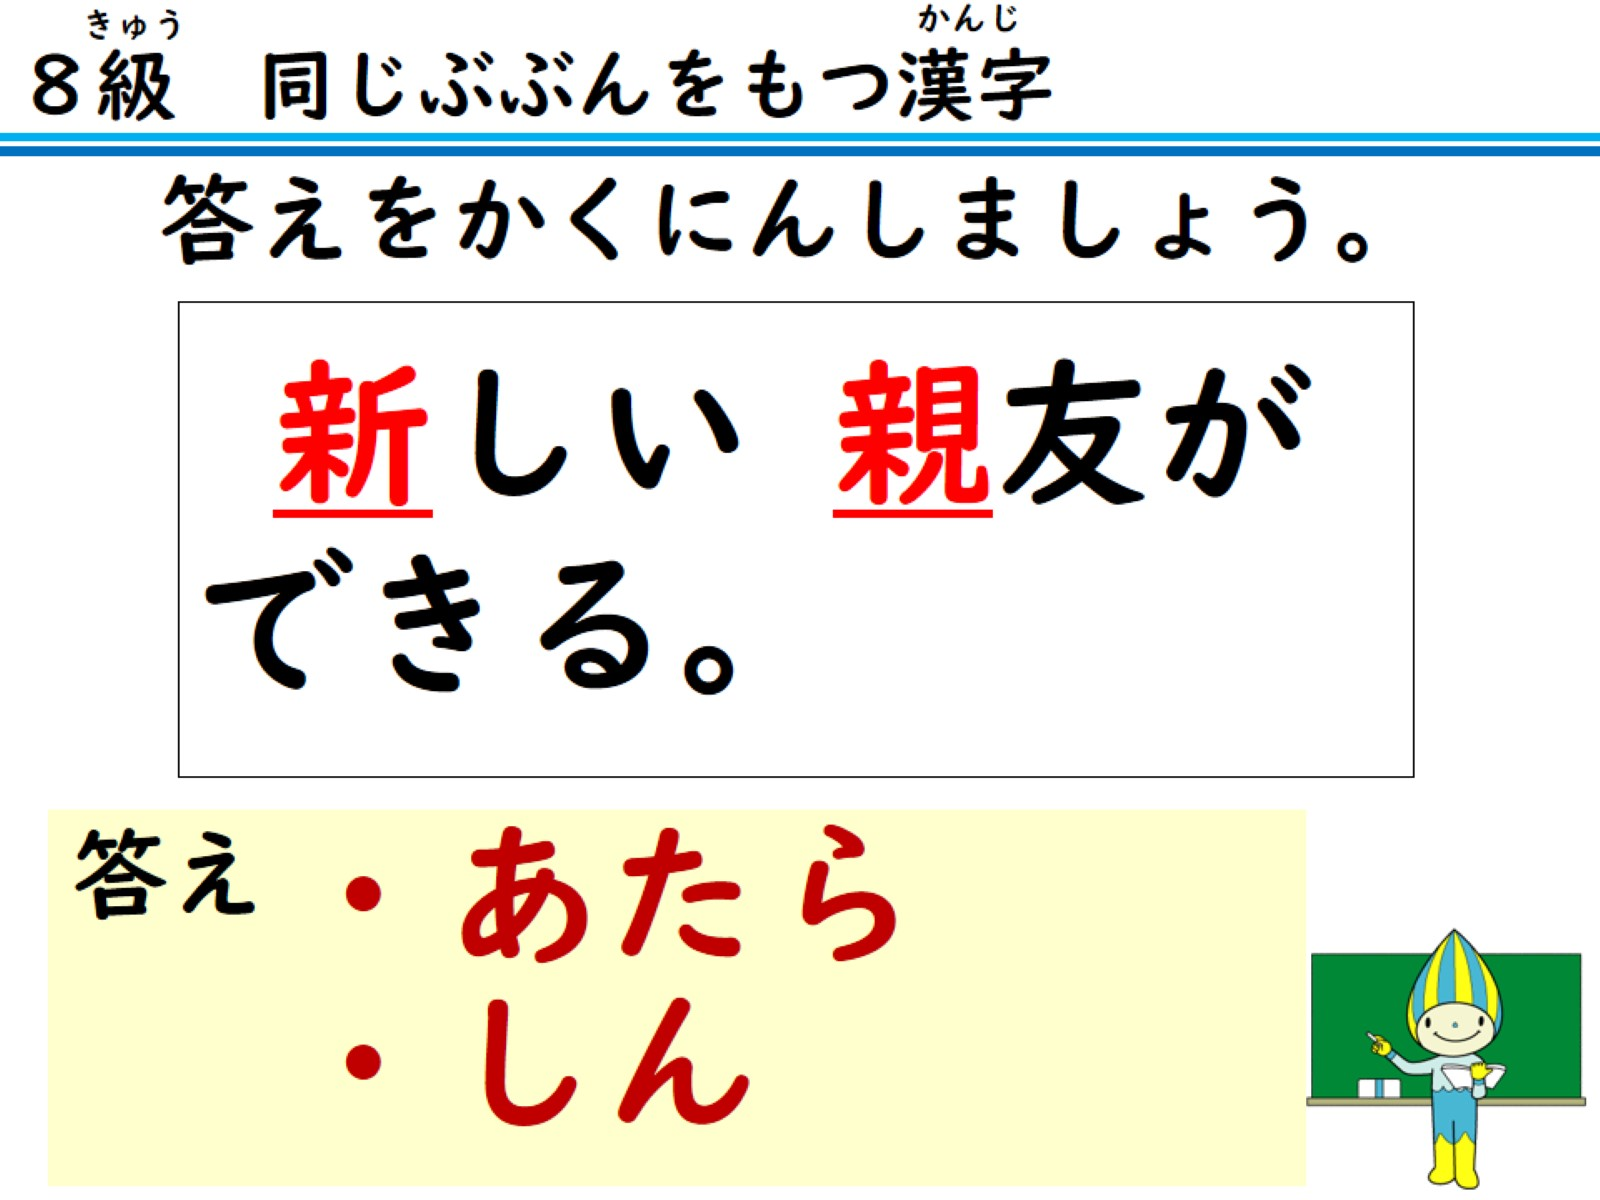 きゅう かんじ
8級 同じぶぶんをもつ漢字
答えをかくにんしましょう。
新しい 親友が
できる。
答え ・あたら
・しん